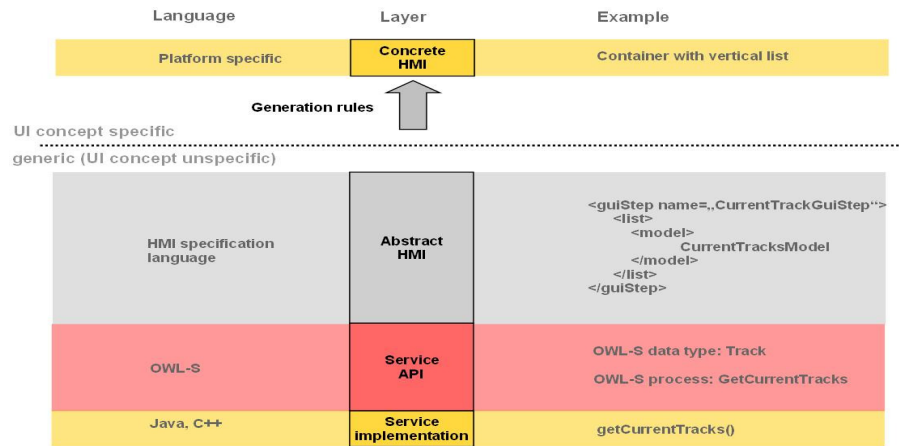 Language Layer Example
Platform specific
Concrete
HMI
Container with vertical list
Generation rules
UI concept specific
generic (UI concept unspecific)
HMI specification
language
Abstract
HMI
<guiStep name=„CurrentTrackGuiStep“>
<list>
<model>
CurrentTracksModel
</model>
</list>
</guiStep>
OWL-S
Service
API
OWL-S data type: Track
OWL-S process: GetCurrentTracks
Java, C++
Service
implementation
getCurrentTracks()